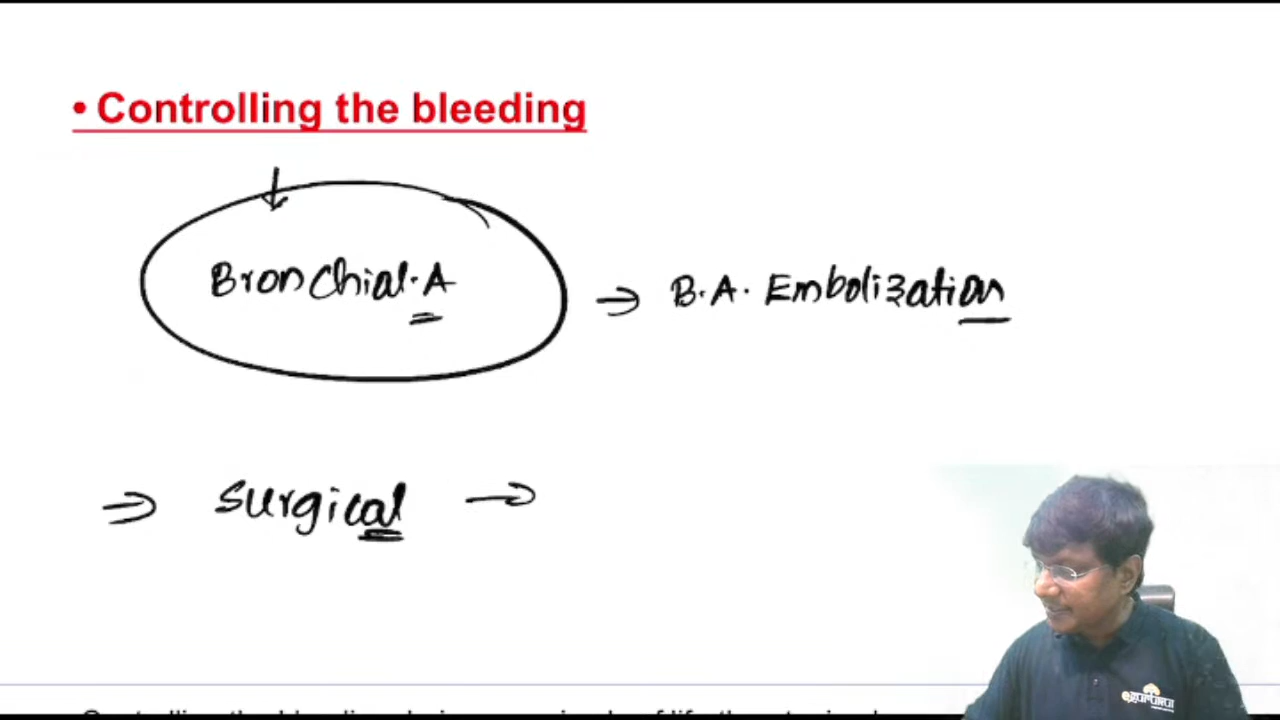 • Controlling the bleeding
↓
Bronchial.A → B.A. Embolization
⇒ Surgical →